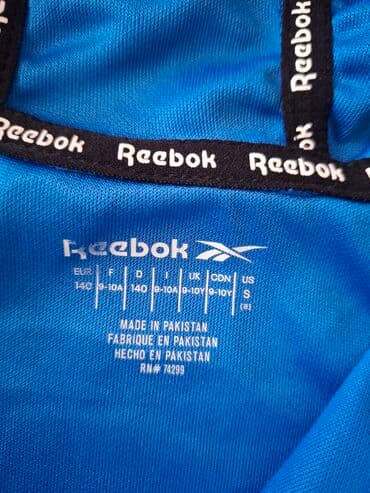 Reebok
Reebok
Reebok Reebok Reebok Reebok
Reebok
EUR F D I UK CDN US
140 9-10A 140 9-10A 9-10Y 9-10Y S
(8)
MADE IN PAKISTAN
FABRIQUE EN PAKISTAN
HECHO EN PAKISTAN
RN# 74299